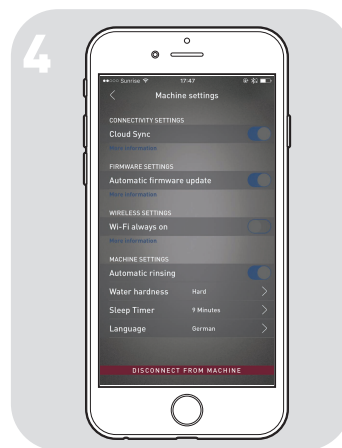 4
Sunrise 17:47
Machine settings
CONNECTIVITY SETTINGS
Cloud Sync
More information
FIRMWARE SETTINGS
Automatic firmware update
More information
WIRELESS SETTINGS
Wi-Fi always on
More information
MACHINE SETTINGS
Automatic rinsing
Water hardness Hard
Sleep Timer 9 Minutes
Language German
DISCONNECT FROM MACHINE